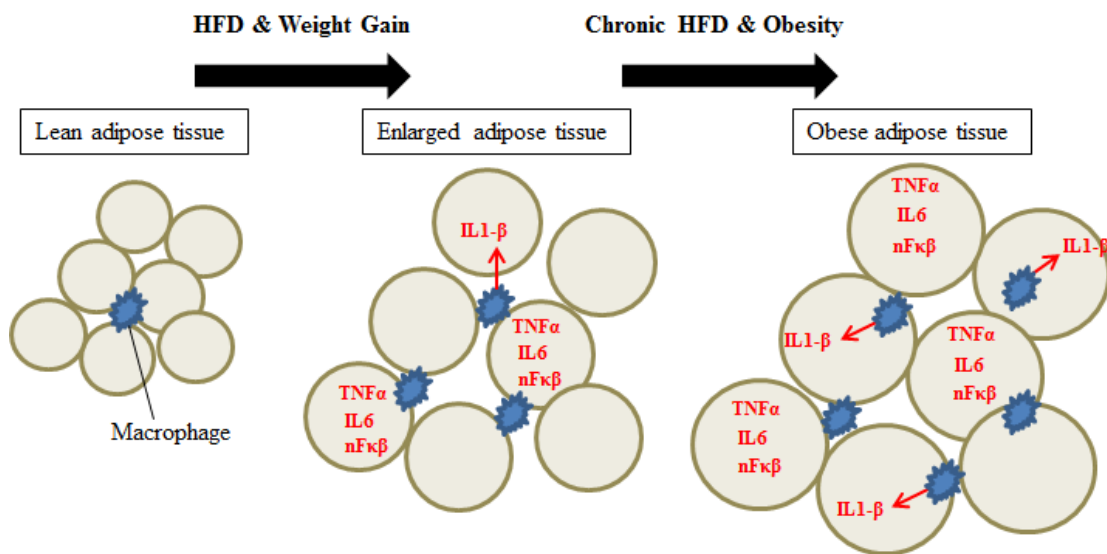 HFD & Weight Gain
Chronic HFD & Obesity
Lean adipose tissue
Enlarged adipose tissue
Obese adipose tissue
Macrophage
IL1-β
TNFα
IL6
nFκβ
TNFα
IL6
nFκβ
TNFα
IL6
nFκβ
IL1-β
IL1-β
TNFα
IL6
nFκβ
TNFα
IL6
nFκβ
IL1-β